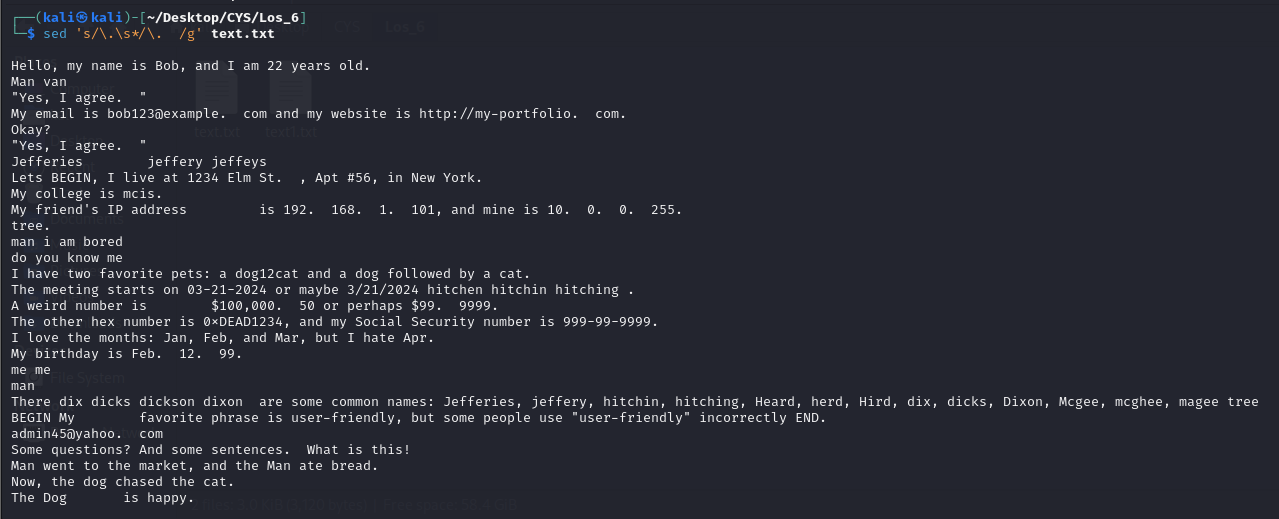 ┌──(kali㉿kali)-[~/Desktop/CYS/Los_6]
└─$ sed 's/\.\s*/\.  /g' text.txt

Hello, my name is Bob, and I am 22 years old.
Man van
"Yes, I agree.  "
My email is bob123@example.  com and my website is http://my-portfolio.  com.
Okay?
"Yes, I agree.  "
Jefferies        jeffery jeffeys
Lets BEGIN, I live at 1234 Elm St.  , Apt #56, in New York.
My college is mcis.
My friend's IP address         is 192.  168.  1.  101, and mine is 10.  0.  0.  255.
tree.
man i am bored
do you know me
I have two favorite pets: a dog12cat and a dog followed by a cat.
The meeting starts on 03-21-2024 or maybe 3/21/2024 hitchen hitchin hitching .
A weird number is        $100,000.  50 or perhaps $99.  9999.
The other hex number is 0×DEAD1234, and my Social Security number is 999-99-9999.
I love the months: Jan, Feb, and Mar, but I hate Apr.
My birthday is Feb.  12.  99.
me me
man
There dix dicks dickson dixon  are some common names: Jefferies, jeffery, hitchin, hitching, Heard, herd, Hird, dix, dicks, Dixon, Mcgee, mcghee, magee tree
BEGIN My        favorite phrase is user-friendly, but some people use "user-friendly" incorrectly END.
admin45@yahoo.  com
Some questions? And some sentences.  What is this!
Man went to the market, and the Man ate bread.
Now, the dog chased the cat.
The Dog       is happy.